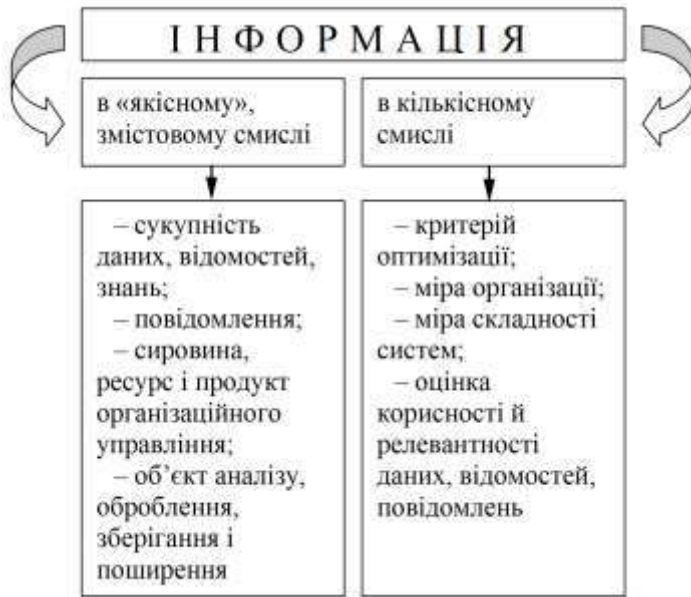 ІНФОРМАЦІЯ
в «якісному»,
змістовому смислі
в кількісному
смислі
– сукупність
даних, відомостей,
знань;
– повідомлення;
– сировина,
ресурс і продукт
організаційного
управління;
– об’єкт аналізу,
оброблення,
зберігання і
поширення
– критерій
оптимізації;
– міра організації;
– міра складності
систем;
– оцінка
корисності й
релевантності
даних, відомостей,
повідомлень